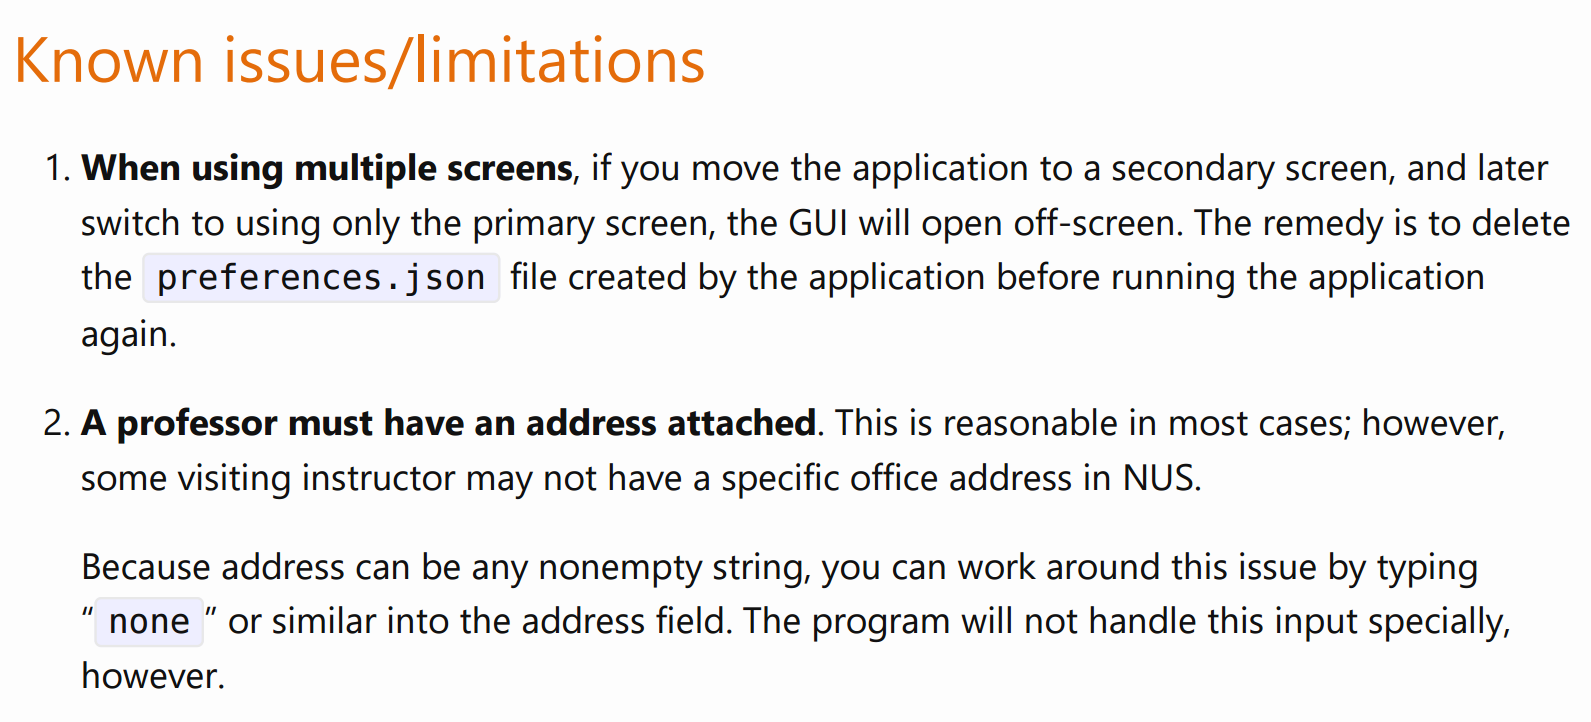 Known issues/limitations
1. When using multiple screens, if you move the application to a secondary screen, and later
switch to using only the primary screen, the GUI will open off-screen. The remedy is to delete
the preferences.json file created by the application before running the application
again.
2. A professor must have an address attached. This is reasonable in most cases; however,
some visiting instructor may not have a specific office address in NUS.
Because address can be any nonempty string, you can work around this issue by typing
“none” or similar into the address field. The program will not handle this input specially,
however.